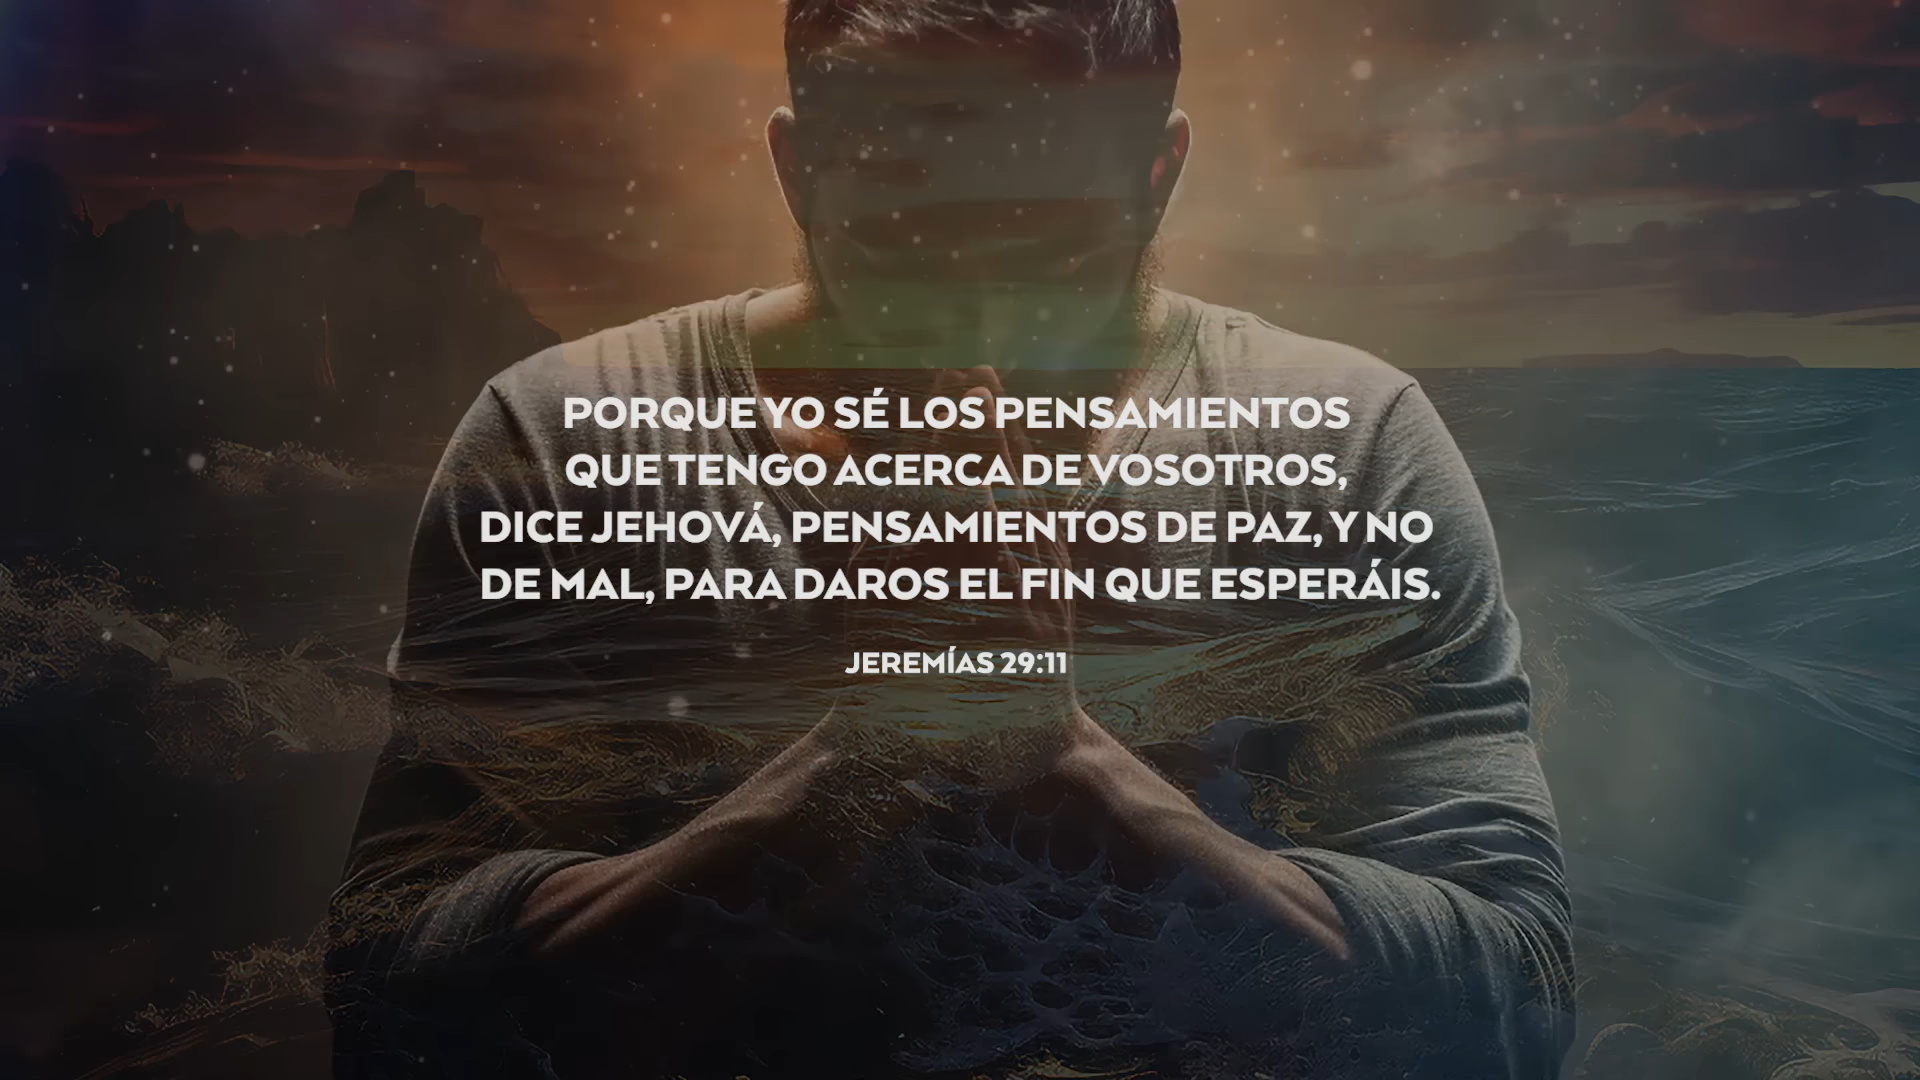 PORQUE YO SÉ LOS PENSAMIENTOS
QUE TENGO ACERCA DE VOSOTROS,
DICE JEHOVÁ, PENSAMIENTOS DE PAZ, Y NO
DE MAL, PARA DAROS EL FIN QUE ESPERÁIS.
JEREMÍAS 29:11